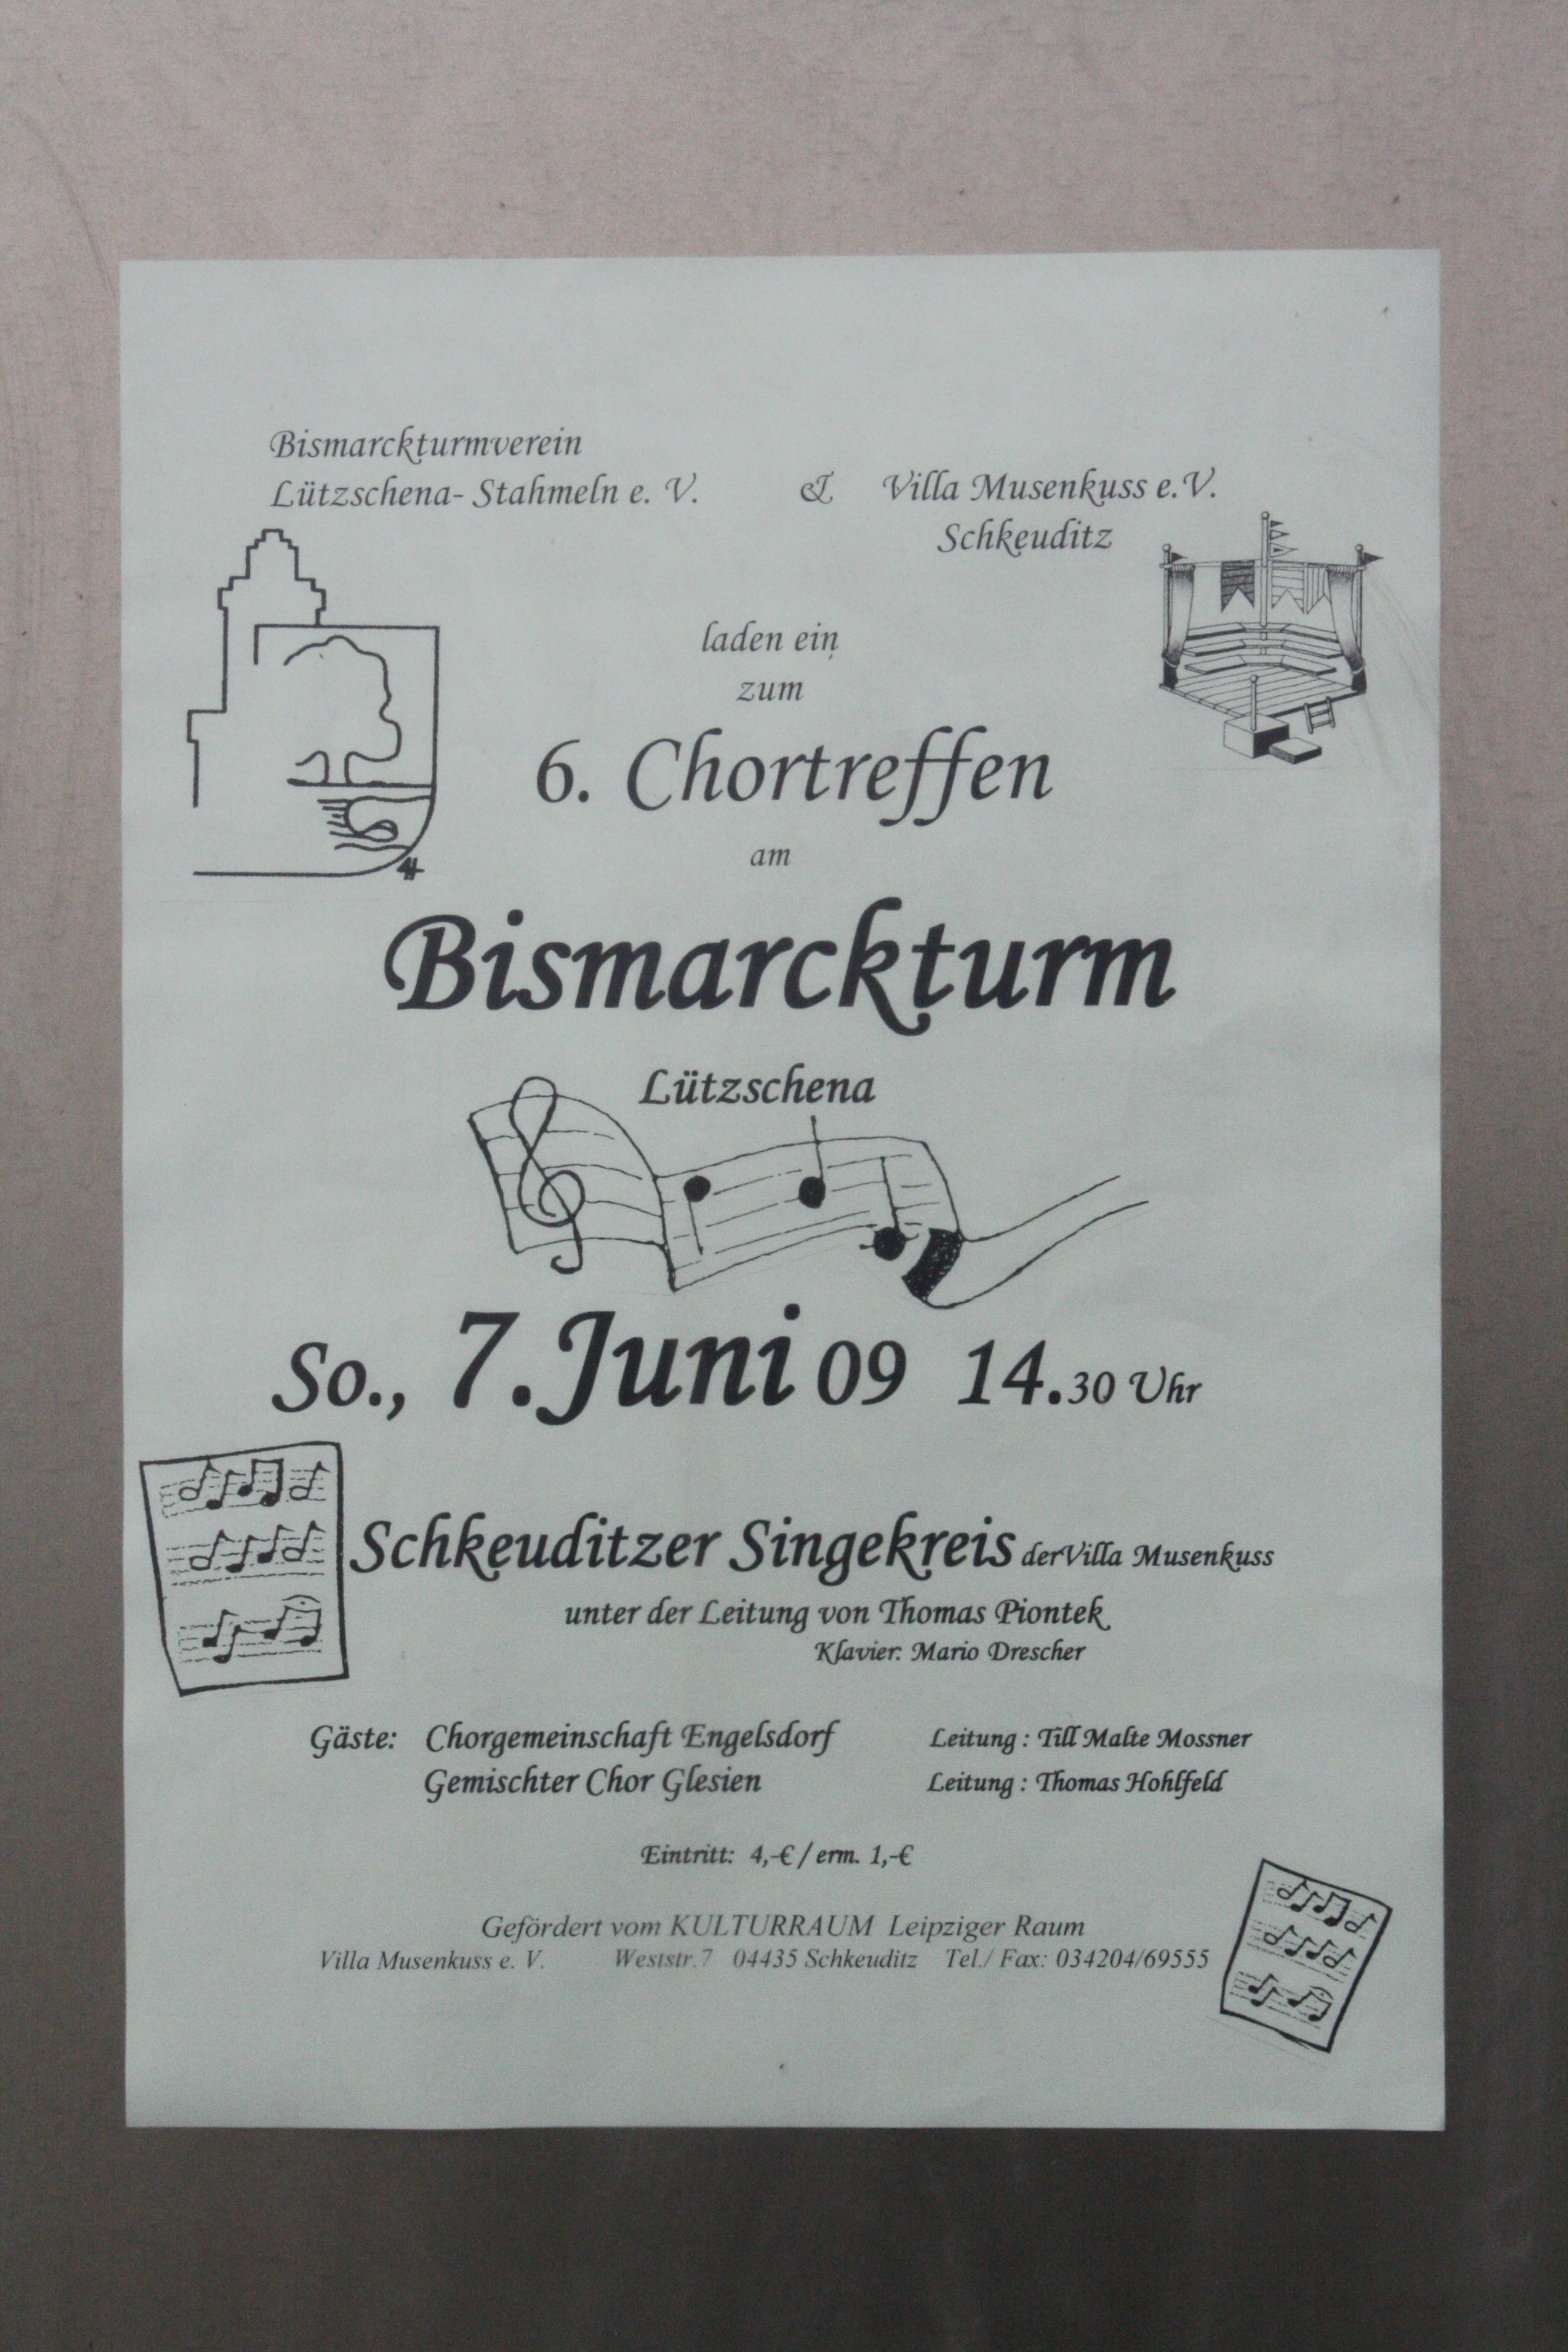 Bismarckturmverein
Lützschena- Stahmeln e. V. & Villa Musenkuss e.V.
Schkeuditz
laden ein
zum
6. Chortreffen
am
Bismarckturm
Lützschena
So., 7. Juni 09 14.30 Uhr
Schkeuditzer Singekreis der Villa Musenkuss
unter der Leitung von Thomas Piontek
Klavier: Mario Drescher
Gäste: Chorgemeinschaft Engelsdorf Leitung : Till Malte Mossner
Gemischter Chor Glesien Leitung : Thomas Hohlfeld
Eintritt: 4,-€ / erm. 1,-€
Gefördert vom KULTURRAUM Leipziger Raum
Villa Musenkuss e. V. Weststr.7 04435 Schkeuditz Tel./ Fax: 034204/69555